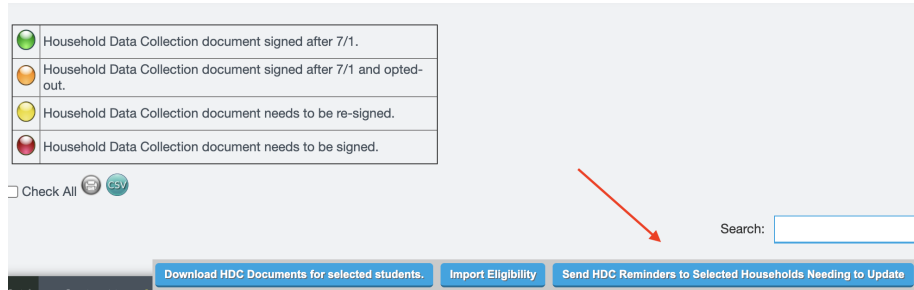 Household Data Collection document signed after 7/1.
Household Data Collection document signed after 7/1 and opted-
out.
Household Data Collection document needs to be re-signed.
Household Data Collection document needs to be signed.
Check All
CSV
Search:
Download HDC Documents for selected students.
Import Eligibility
Send HDC Reminders to Selected Households Needing to Update